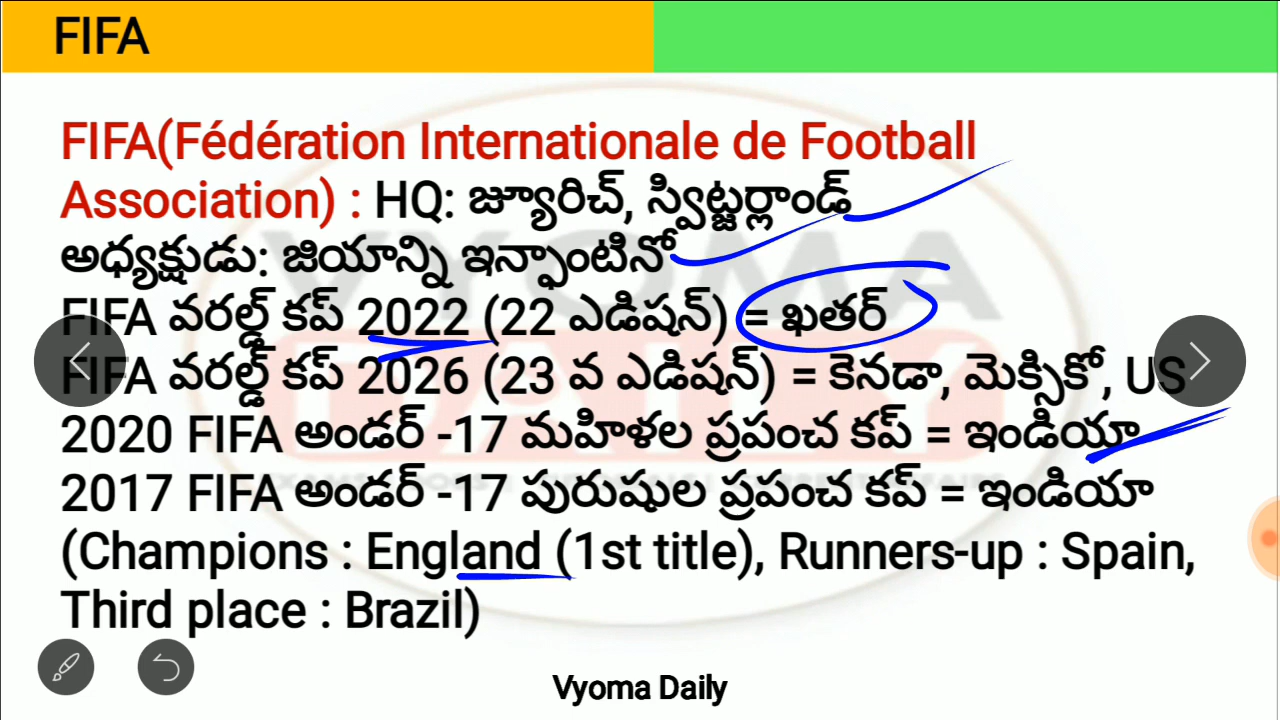 FIFA
FIFA(Fédération Internationale de Football
Association) : HQ: జ్యూరిచ్, స్విట్జర్లాండ్
అధ్యక్షుడు: జియాన్ని ఇన్ఫాంటినో
FIFA వరల్డ్ కప్ 2022 (22 ఎడిషన్) = ఖతర్
FIFA వరల్డ్ కప్ 2026 (23 వ ఎడిషన్) = కెనడా, మెక్సికో, US
2020 FIFA అండర్ -17 మహిళల ప్రపంచ కప్ = ఇండియా
2017 FIFA అండర్ -17 పురుషుల ప్రపంచ కప్ = ఇండియా
(Champions : England (1st title), Runners-up : Spain,
Third place : Brazil)
Vyoma Daily